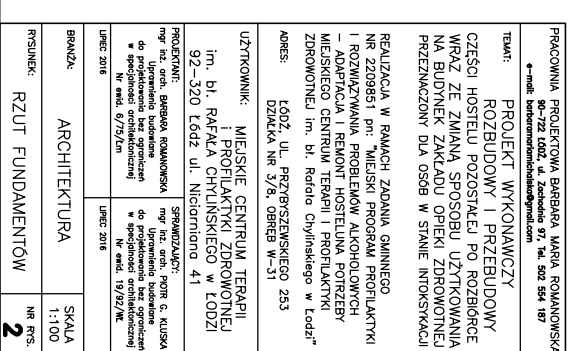 PRACOWNIA PROJEKTOWA BARBARA MARIA ROMANOWSKA
90-722 ŁÓDŹ, ul. Zachodnia 97, Tel. 502 554 187
e-mail: barbaramariamichalska@gmail.com
TEMAT:
PROJEKT WYKONAWCZY
ROZBUDOWY I PRZEBUDOWY
CZĘŚCI HOSTELU POZOSTAŁEJ PO ROZBIÓRCE
WRAZ ZE ZMIANĄ SPOSOBU UŻYTKOWANIA
NA BUDYNEK ZAKŁADU OPIEKI ZDROWOTNEJ
PRZEZNACZONY DLA OSÓB W STANIE INTOKSYKACJI
REALIZACJA W RAMACH ZADANIA GMINNEGO
NR 2209851 pn: "MIEJSKI PROGRAM PROFILAKTYKI
I ROZWIĄZYWANIA PROBLEMÓW ALKOHOLOWYCH
- ADAPTACJA I REMONT HOSTELUNA POTRZEBY
MIEJSKIEGO CENTRUM TERAPII I PROFILAKTYKI
ZDROWOTNEJ im. bł. Rafała Chylińskiego w Łodzi"
ADRES:
ŁÓDŹ, UL. PRZYBYSZEWSKIEGO 253
DZIAŁKA NR 3/8, OBRĘB W-31
UŻYTKOWNIK:
MIEJSKIE CENTRUM TERAPII
i PROFILAKTYKI ZDROWOTNEJ
im. bł. RAFAŁA CHYLIŃSKIEGO w ŁODZI
92-320 Łódź ul. Niciarniana 41
PROJEKTANT:
mgr inż. arch. BARBARA ROMANOWSKA
Uprawnienia budowlane
do projektowania bez ograniczeń
w specjalności architektonicznej
Nr ewid. 6/75/Łm
LIPIEC 2016
SPRAWDZAJĄCY:
mgr inż. arch. PIOTR G. KLUSKA
Uprawnienia budowlane
do projektowania bez ograniczeń
w specjalności architektonicznej
Nr ewid. 19/92/Wł.
LIPIEC 2016
BRANŻA:
ARCHITEKTURA
SKALA
1:100
RYSUNEK:
RZUT FUNDAMENTÓW
NR RYS.
2